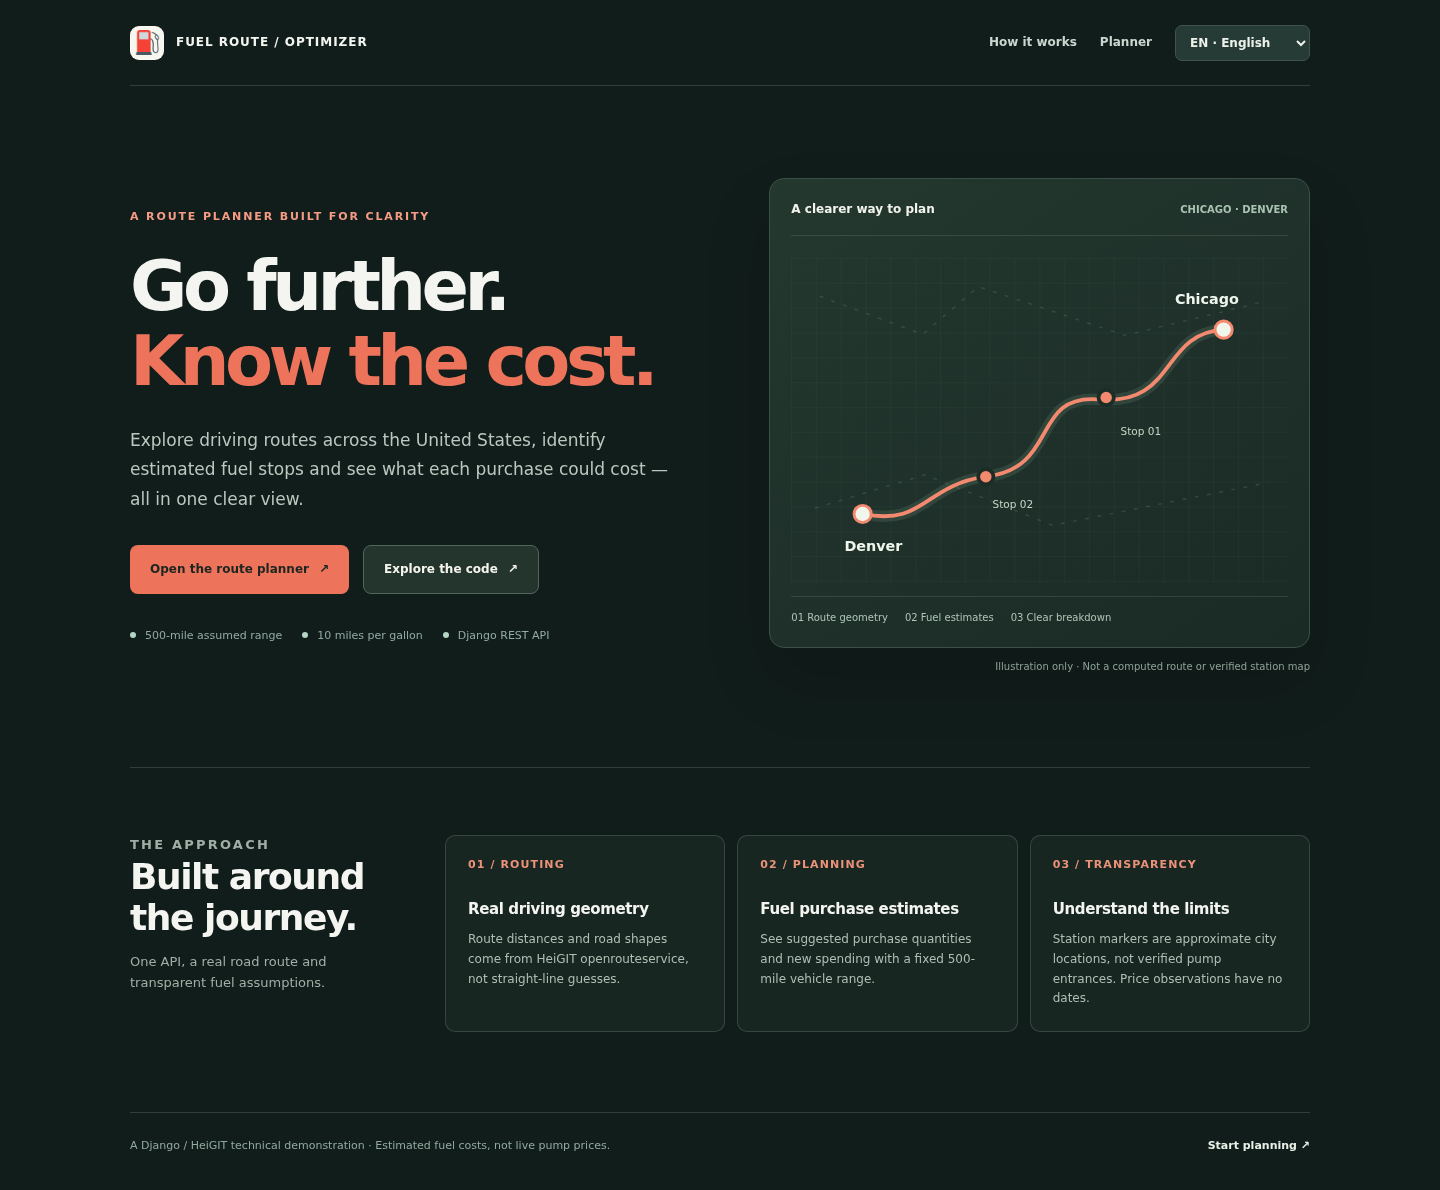 FUEL ROUTE / OPTIMIZER
How it works
Planner
EN · English
A ROUTE PLANNER BUILT FOR CLARITY
Go further.
Know the cost.
Explore driving routes across the United States, identify
estimated fuel stops and see what each purchase could cost —
all in one clear view.
Open the route planner ↗
Explore the code ↗
500-mile assumed range
10 miles per gallon
Django REST API
A clearer way to plan
CHICAGO · DENVER
Chicago
Stop 01
Stop 02
Denver
01 Route geometry
02 Fuel estimates
03 Clear breakdown
Illustration only · Not a computed route or verified station map
THE APPROACH
Built around
the journey.
One API, a real road route and
transparent fuel assumptions.
01 / ROUTING
Real driving geometry
Route distances and road shapes
come from HeiGIT openrouteservice,
not straight-line guesses.
02 / PLANNING
Fuel purchase estimates
See suggested purchase quantities
and new spending with a fixed 500-
mile vehicle range.
03 / TRANSPARENCY
Understand the limits
Station markers are approximate city
locations, not verified pump
entrances. Price observations have no
dates.
A Django / HeiGIT technical demonstration · Estimated fuel costs, not live pump prices.
Start planning ↗